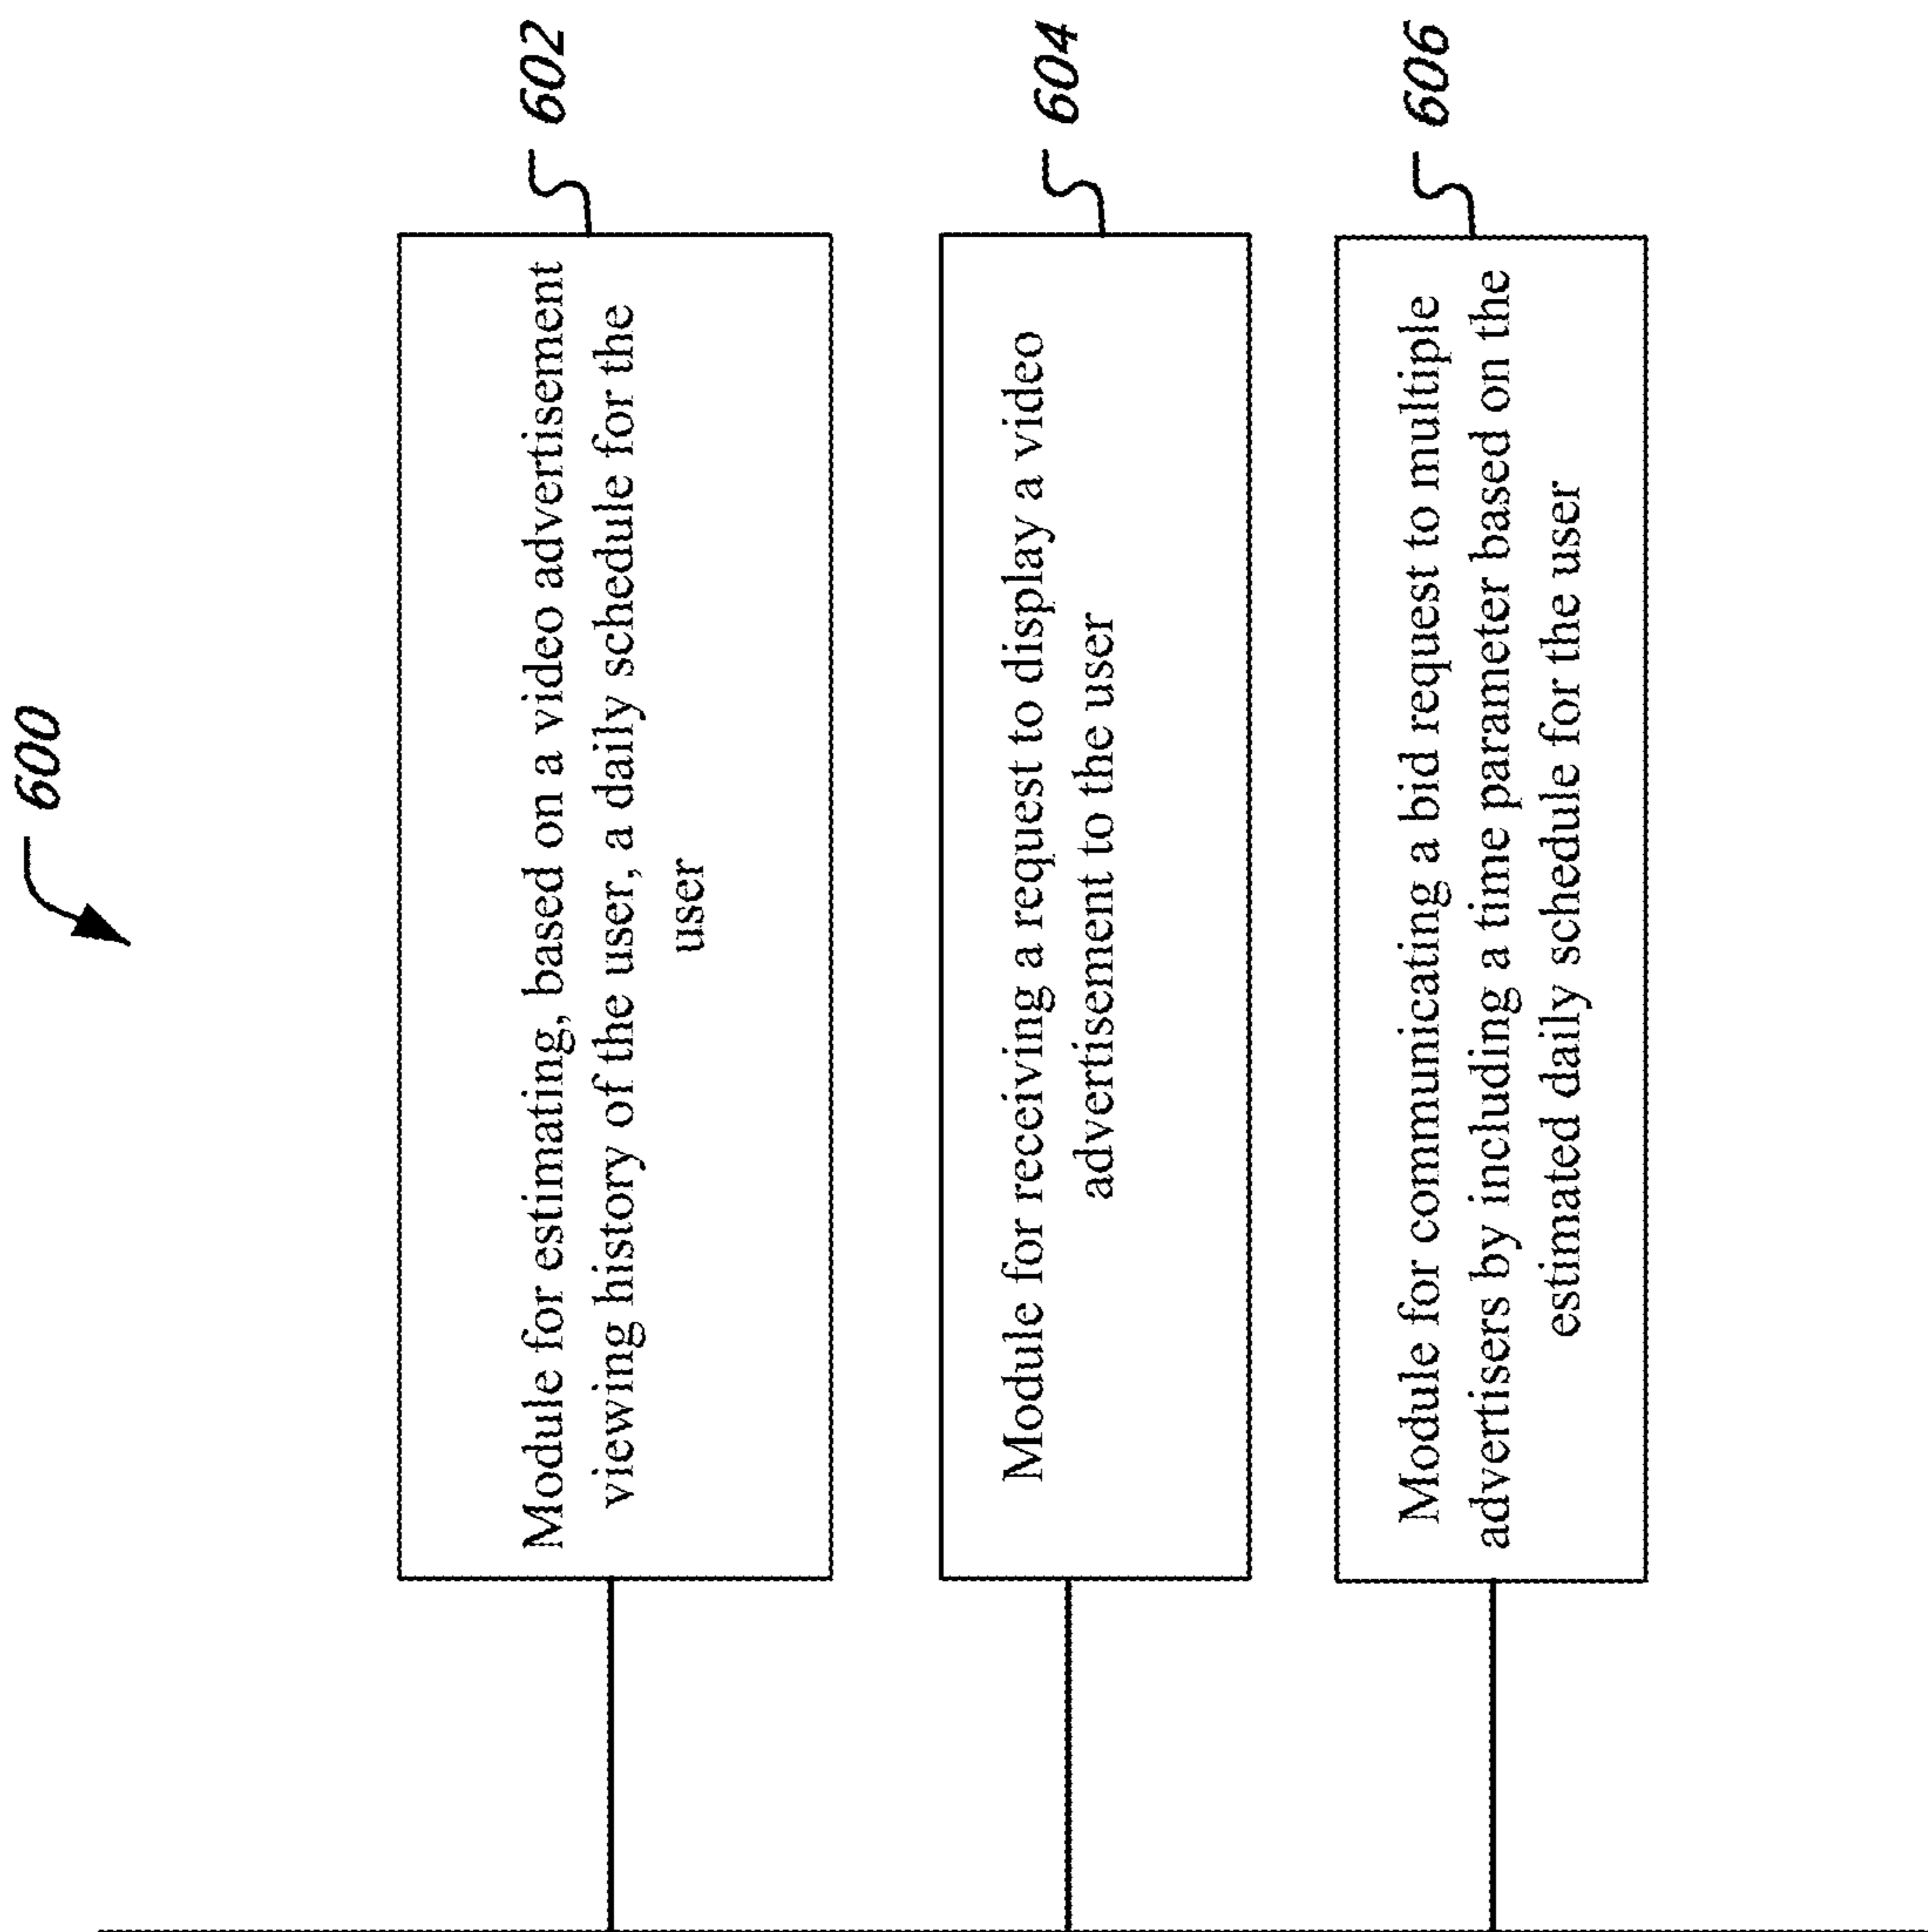 600
Module for estimating, based on a video advertisement
viewing history of the user, a daily schedule for the
user
602
Module for receiving a request to display a video
advertisement to the user
604
Module for communicating a bid request to multiple
advertisers by including a time parameter based on the
estimated daily schedule for the user
606